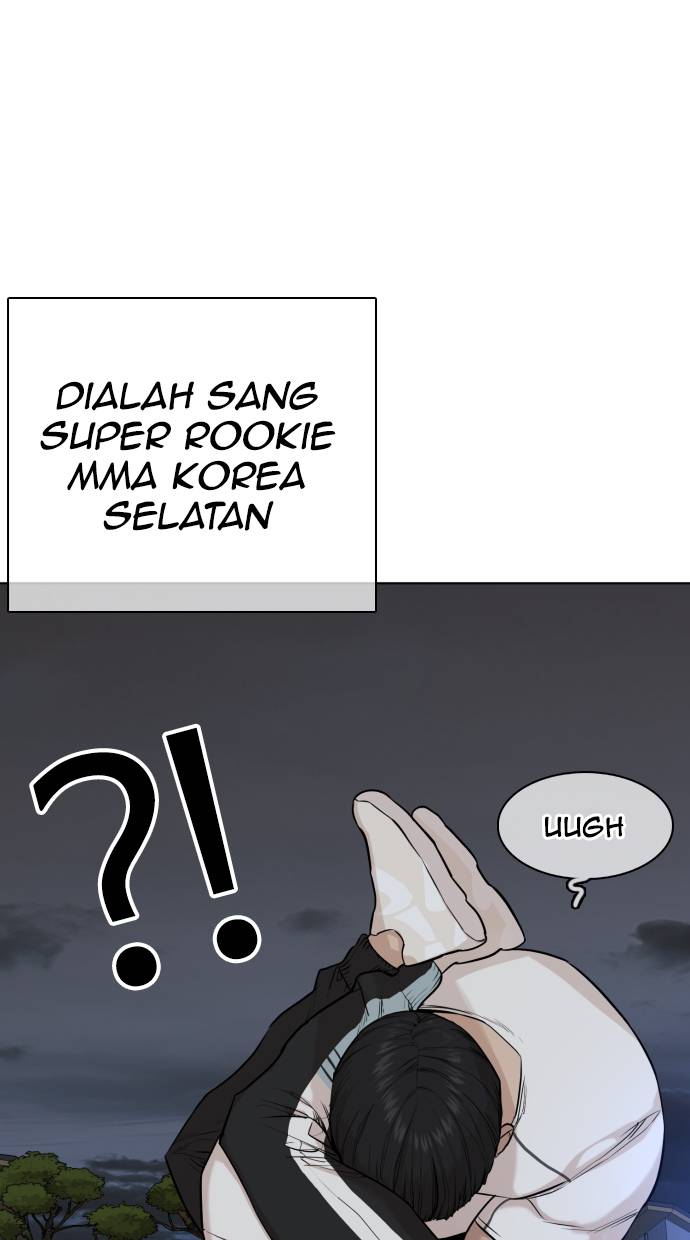 DIALAH SANG
SUPER ROOKIE
MMA KOREA
SELATAN
?!
UUGH